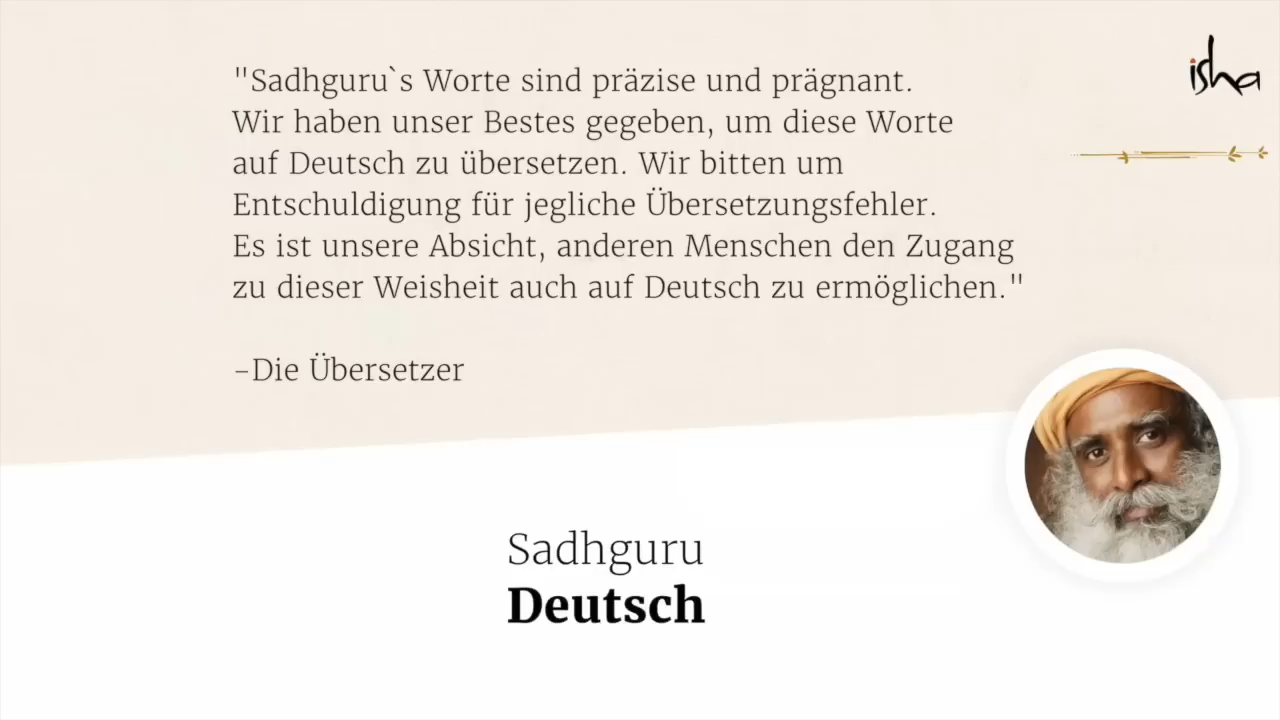 "Sadhguru`s Worte sind präzise und prägnant.
Wir haben unser Bestes gegeben, um diese Worte
auf Deutsch zu übersetzen. Wir bitten um
Entschuldigung für jegliche Übersetzungsfehler.
Es ist unsere Absicht, anderen Menschen den Zugang
zu dieser Weisheit auch auf Deutsch zu ermöglichen."
-Die Übersetzer
isha
Sadhguru
Deutsch